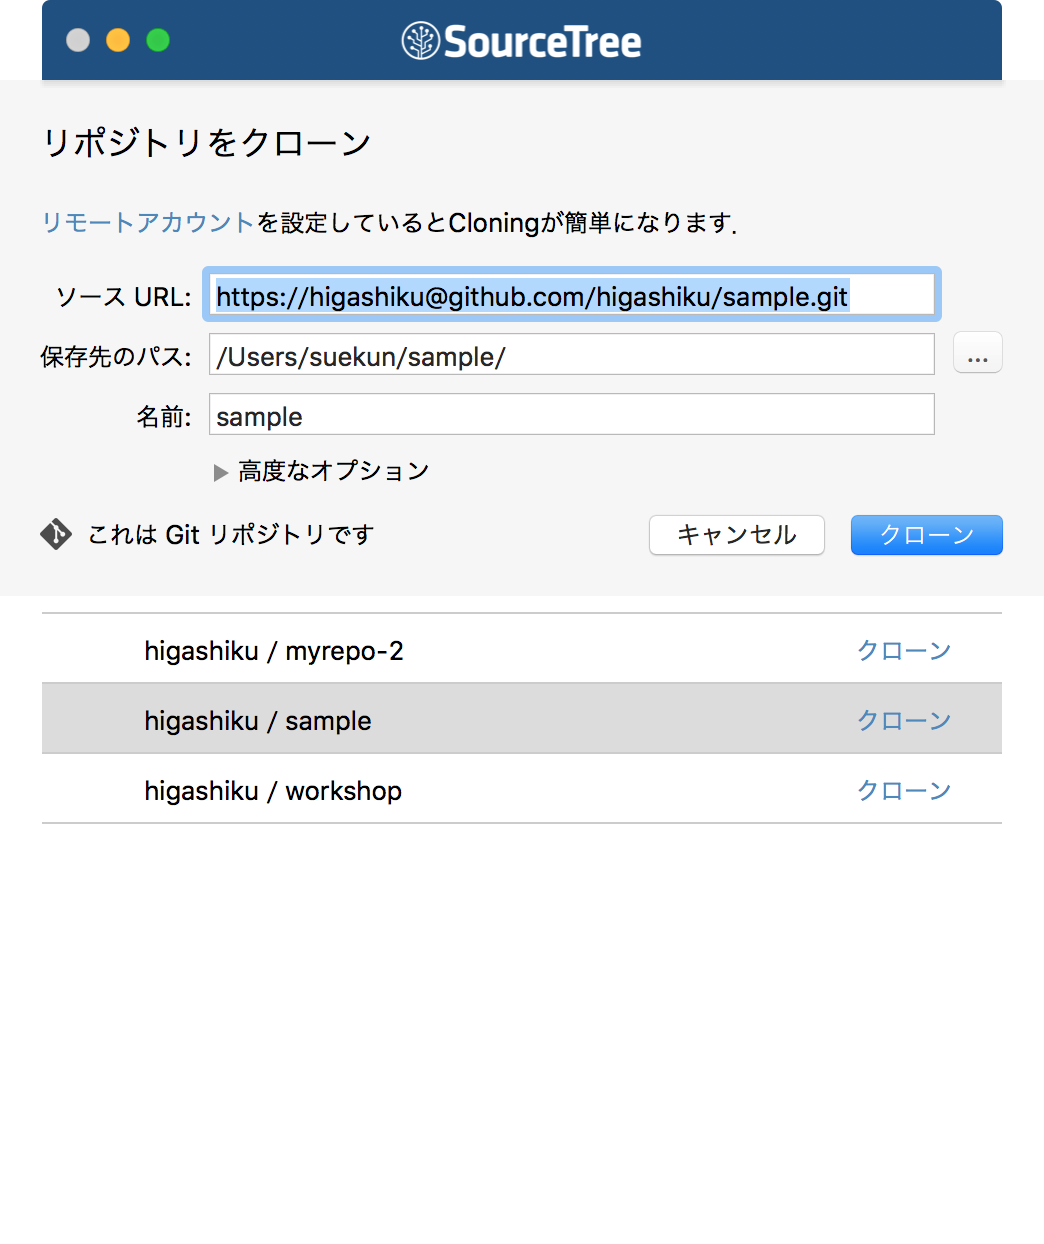 SourceTree
リポジトリをクローン
リモートアカウントを設定しているとCloningが簡単になります.
ソース URL: https://higashiku@github.com/higashiku/sample.git
保存先のパス: /Users/suekun/sample/ ...
名前: sample
高度なオプション
これは Git リポジトリです キャンセル クローン
higashiku / myrepo-2 クローン
higashiku / sample クローン
higashiku / workshop クローン